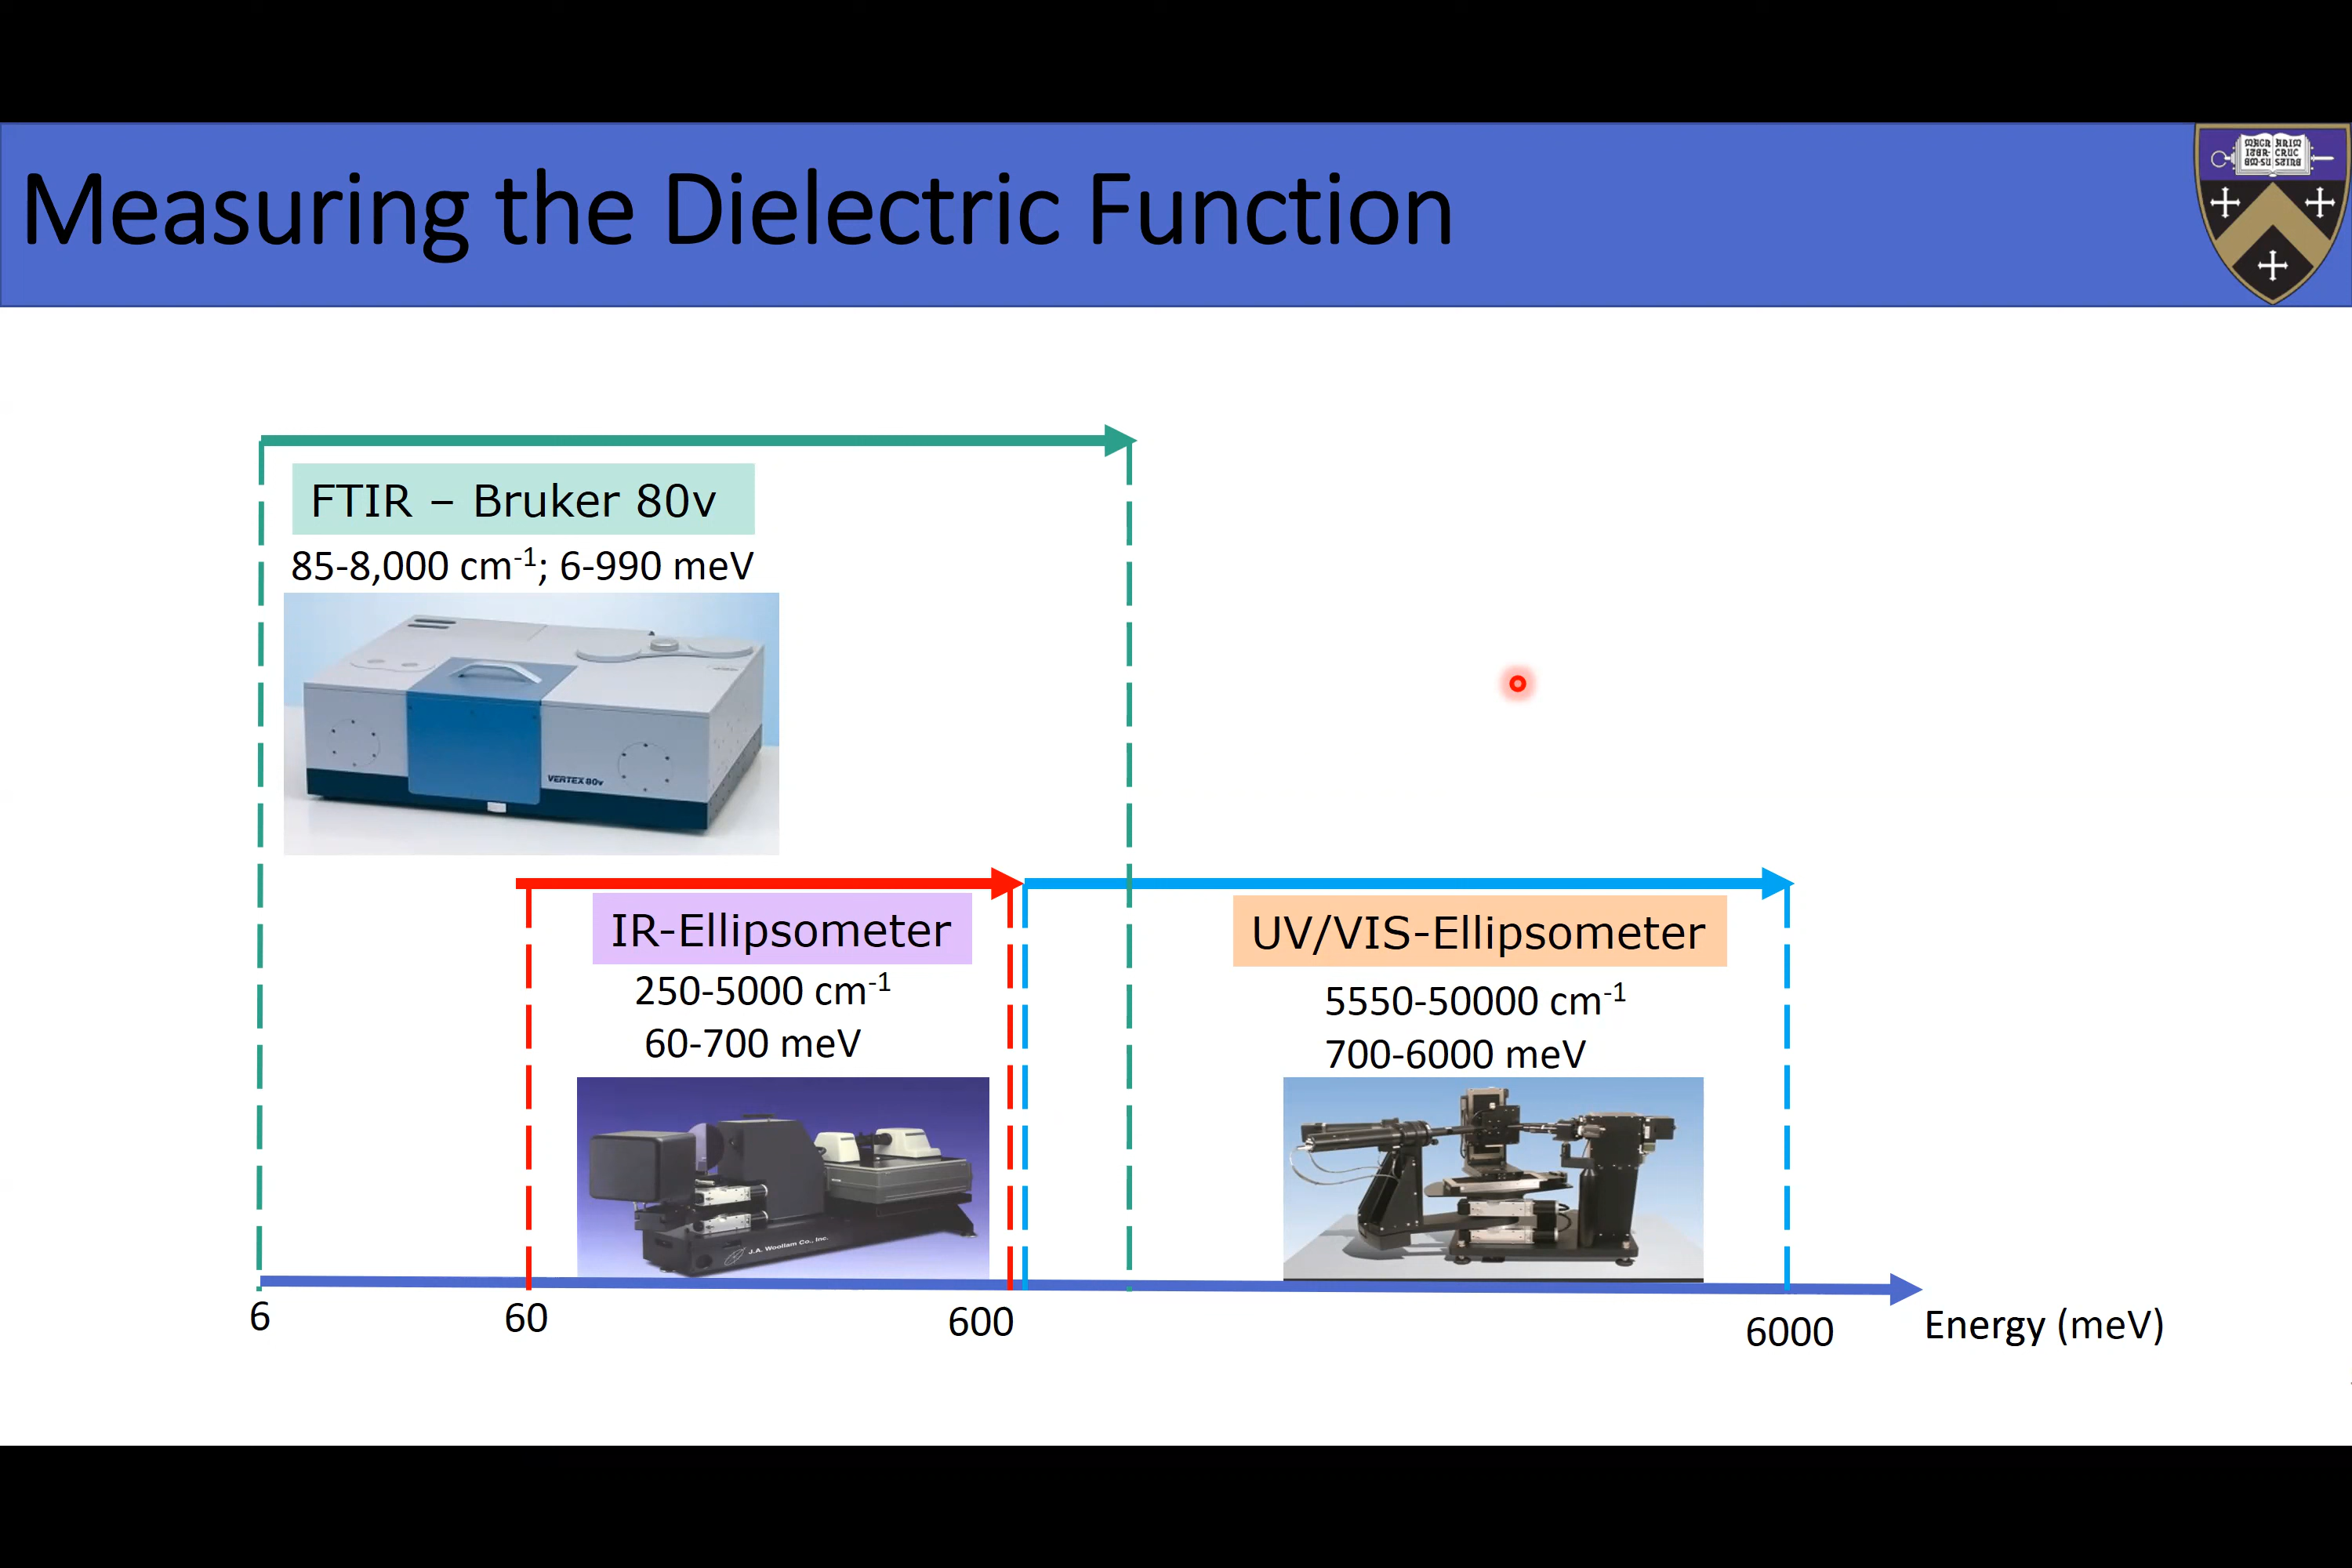 Measuring the Dielectric Function
FTIR – Bruker 80v
85-8,000 cm⁻¹; 6-990 meV
VERTEX 80v
IR-Ellipsometer
250-5000 cm⁻¹
60-700 meV
J.A. Woollam Co., Inc.
UV/VIS-Ellipsometer
5550-50000 cm⁻¹
700-6000 meV
6
60
600
6000
Energy (meV)